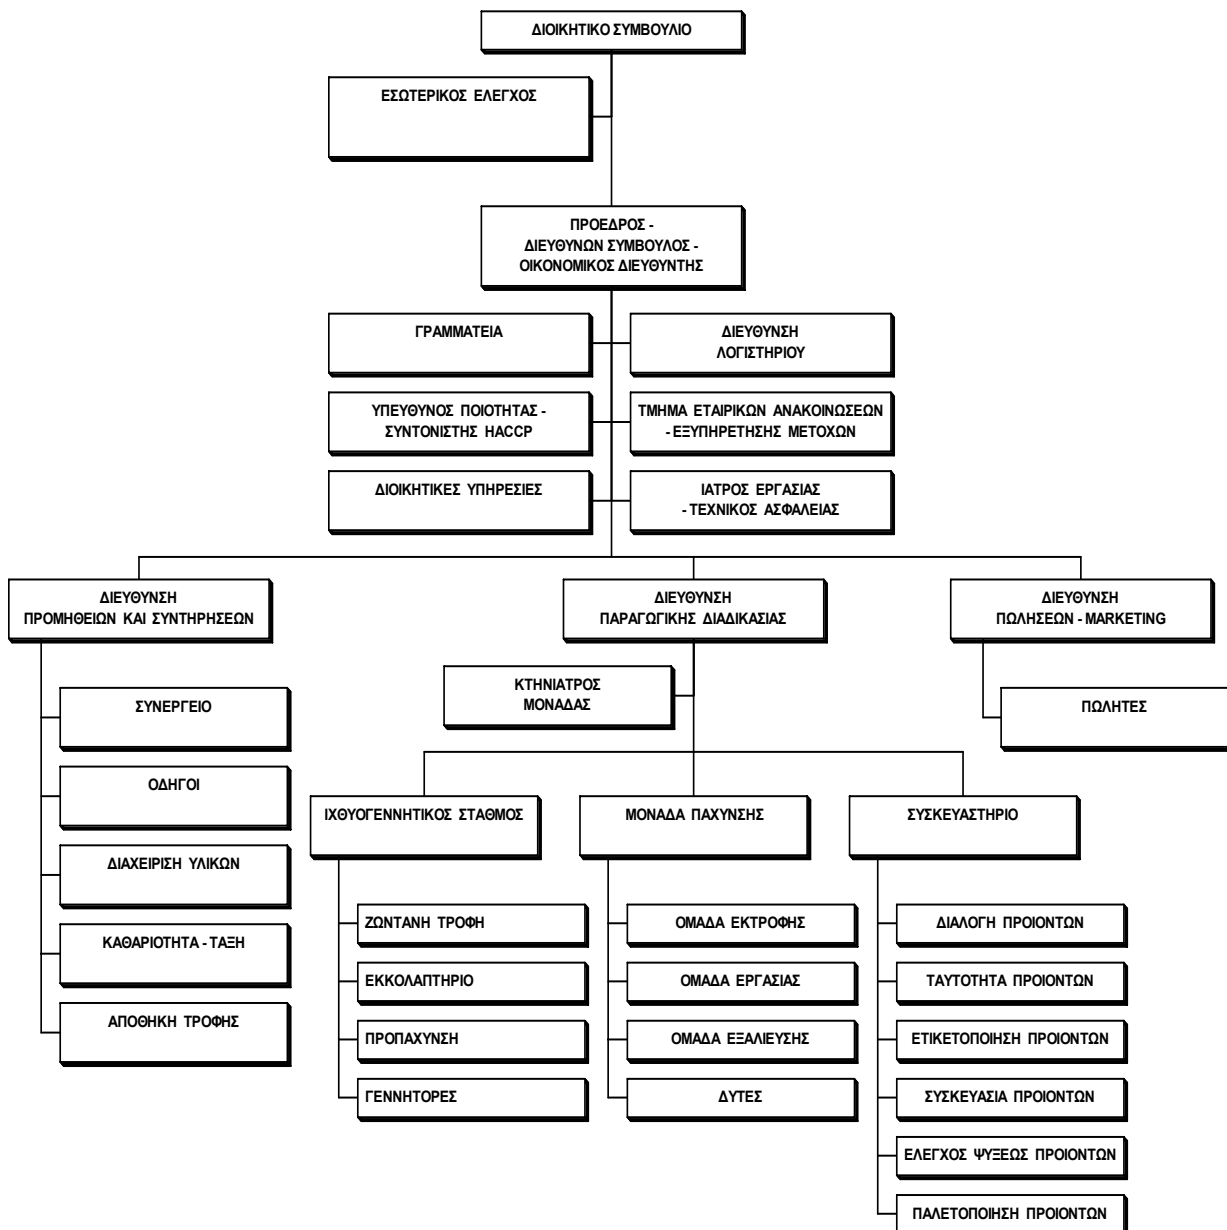 ΔΙΟΙΚΗΤΙΚΟ ΣΥΜΒΟΥΛΙΟ
ΕΣΩΤΕΡΙΚΟΣ ΕΛΕΓΧΟΣ
ΠΡΟΕΔΡΟΣ -
ΔΙΕΥΘΥΝΩΝ ΣΥΜΒΟΥΛΟΣ -
ΟΙΚΟΝΟΜΙΚΟΣ ΔΙΕΥΘΥΝΤΗΣ
ΓΡΑΜΜΑΤΕΙΑ
ΔΙΕΥΘΥΝΣΗ
ΛΟΓΙΣΤΗΡΙΟΥ
ΥΠΕΥΘΥΝΟΣ ΠΟΙΟΤΗΤΑΣ -
ΣΥΝΤΟΝΙΣΤΗΣ HACCP
ΤΜΗΜΑ ΕΤΑΙΡΙΚΩΝ ΑΝΑΚΟΙΝΩΣΕΩΝ
- ΕΞΥΠΗΡΕΤΗΣΗΣ ΜΕΤΟΧΩΝ
ΔΙΟΙΚΗΤΙΚΕΣ ΥΠΗΡΕΣΙΕΣ
ΙΑΤΡΟΣ ΕΡΓΑΣΙΑΣ
- ΤΕΧΝΙΚΟΣ ΑΣΦΑΛΕΙΑΣ
ΔΙΕΥΘΥΝΣΗ
ΠΡΟΜΗΘΕΙΩΝ ΚΑΙ ΣΥΝΤΗΡΗΣΕΩΝ
ΔΙΕΥΘΥΝΣΗ
ΠΑΡΑΓΩΓΙΚΗΣ ΔΙΑΔΙΚΑΣΙΑΣ
ΔΙΕΥΘΥΝΣΗ
ΠΩΛΗΣΕΩΝ - MARKETING
ΣΥΝΕΡΓΕΙΟ
ΟΔΗΓΟΙ
ΔΙΑΧΕΙΡΙΣΗ ΥΛΙΚΩΝ
ΚΑΘΑΡΙΟΤΗΤΑ - ΤΑΞΗ
ΑΠΟΘΗΚΗ ΤΡΟΦΗΣ
ΚΤΗΝΙΑΤΡΟΣ
ΜΟΝΑΔΑΣ
ΠΩΛΗΤΕΣ
ΙΧΘΥΟΓΕΝΝΗΤΙΚΟΣ ΣΤΑΘΜΟΣ
ΖΩΝΤΑΝΗ ΤΡΟΦΗ
ΕΚΚΟΛΑΠΤΗΡΙΟ
ΠΡΟΠΑΧΥΝΣΗ
ΓΕΝΝΗΤΟΡΕΣ
ΜΟΝΑΔΑ ΠΑΧΥΝΣΗΣ
ΟΜΑΔΑ ΕΚΤΡΟΦΗΣ
ΟΜΑΔΑ ΕΡΓΑΣΙΑΣ
ΟΜΑΔΑ ΕΞΑΛΙΕΥΣΗΣ
ΔΥΤΕΣ
ΣΥΣΚΕΥΑΣΤΗΡΙΟ
ΔΙΑΛΟΓΗ ΠΡΟΙΟΝΤΩΝ
ΤΑΥΤΟΤΗΤΑ ΠΡΟΙΟΝΤΩΝ
ΕΤΙΚΕΤΟΠΟΙΗΣΗ ΠΡΟΙΟΝΤΩΝ
ΣΥΣΚΕΥΑΣΙΑ ΠΡΟΙΟΝΤΩΝ
ΕΛΕΓΧΟΣ ΨΥΞΕΩΣ ΠΡΟΙΟΝΤΩΝ
ΠΑΛΕΤΟΠΟΙΗΣΗ ΠΡΟΙΟΝΤΩΝ